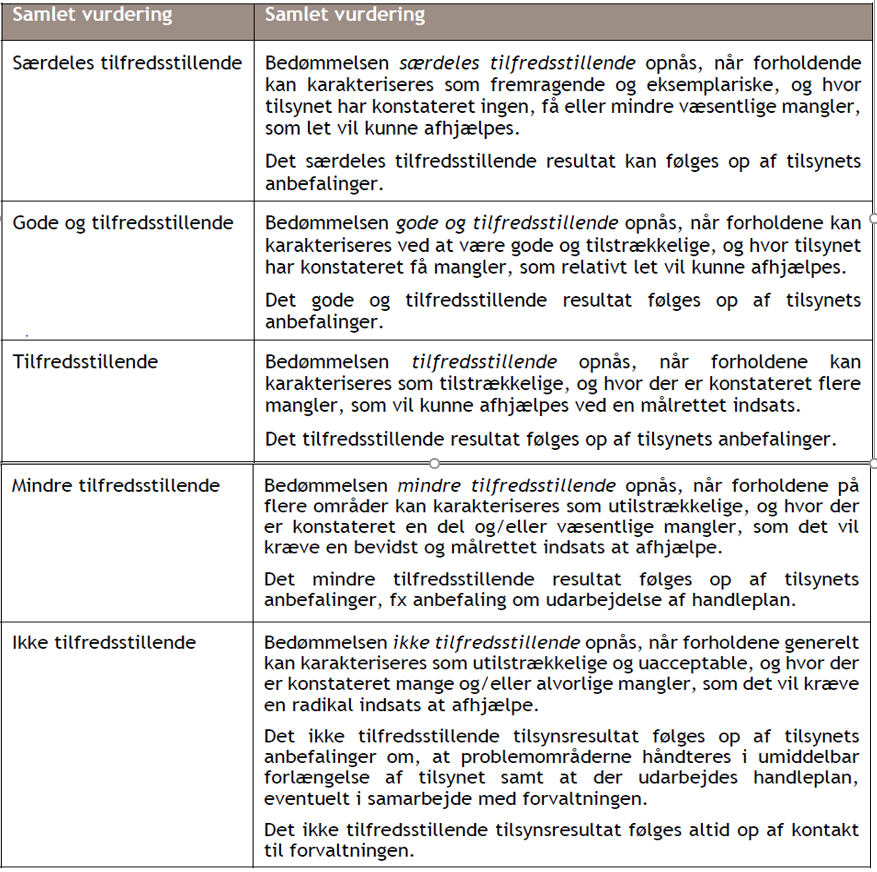 Samlet vurdering
Samlet vurdering
Særdeles tilfredsstillende
Bedømmelsen særdeles tilfredsstillende opnås, når forholdende
kan karakteriseres som fremragende og eksemplariske, og hvor
tilsynet har konstateret ingen, få eller mindre væsentlige mangler,
som let vil kunne afhjælpes.
Det særdeles tilfredsstillende resultat kan følges op af tilsynets
anbefalinger.
Gode og tilfredsstillende
Bedømmelsen gode og tilfredsstillende opnås, når forholdene kan
karakteriseres ved at være gode og tilstrækkelige, og hvor tilsynet
har konstateret få mangler, som relativt let vil kunne afhjælpes.
Det gode og tilfredsstillende resultat følges op af tilsynets
anbefalinger.
Tilfredsstillende
Bedømmelsen tilfredsstillende opnås, når forholdene kan
karakteriseres som tilstrækkelige, og hvor der er konstateret flere
mangler, som vil kunne afhjælpes ved en målrettet indsats.
Det tilfredsstillende resultat følges op af tilsynets anbefalinger.
Mindre tilfredsstillende
Bedømmelsen mindre tilfredsstillende opnås, når forholdene på
flere områder kan karakteriseres som utilstrækkelige, og hvor der
er konstateret en del og/eller væsentlige mangler, som det vil
kræve en bevidst og målrettet indsats at afhjælpe.
Det mindre tilfredsstillende resultat følges op af tilsynets
anbefalinger, fx anbefaling om udarbejdelse af handleplan.
Ikke tilfredsstillende
Bedømmelsen ikke tilfredsstillende opnås, når forholdene generelt
kan karakteriseres som utilstrækkelige og uacceptable, og hvor der
er konstateret mange og/eller alvorlige mangler, som det vil kræve
en radikal indsats at afhjælpe.
Det ikke tilfredsstillende tilsynsresultat følges op af tilsynets
anbefalinger om, at problemområderne håndteres i umiddelbar
forlængelse af tilsynet samt at der udarbejdes handleplan,
eventuelt i samarbejde med forvaltningen.
Det ikke tilfredsstillende tilsynsresultat følges altid op af kontakt
til forvaltningen.